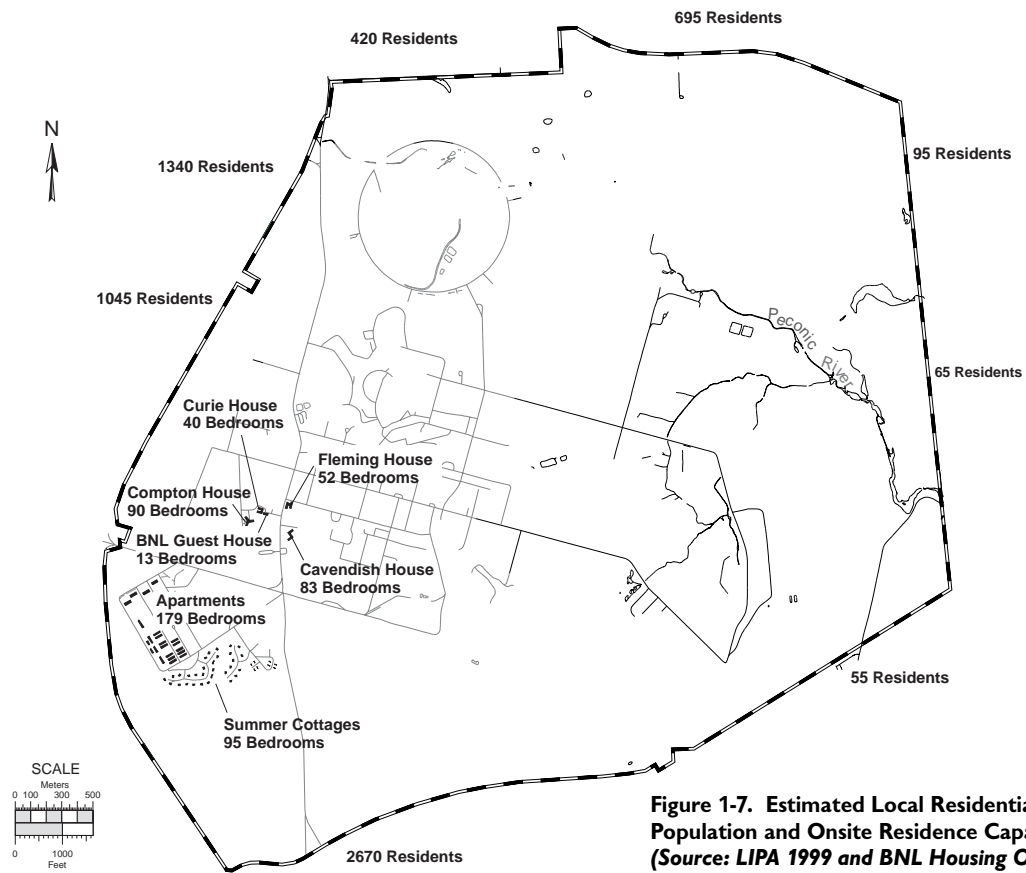 695 Residents
420 Residents
N
95 Residents
1340 Residents
1045 Residents
Peconic River
65 Residents
Curie House
40 Bedrooms
Fleming House
52 Bedrooms
Compton House
90 Bedrooms
BNL Guest House
13 Bedrooms
Cavendish House
83 Bedrooms
Apartments
179 Bedrooms
55 Residents
Summer Cottages
95 Bedrooms
SCALE
Meters
0 100 300 500
0 1000
Feet
2670 Residents
Figure 1-7. Estimated Local Residentia
Population and Onsite Residence Capa
(Source: LIPA 1999 and BNL Housing O